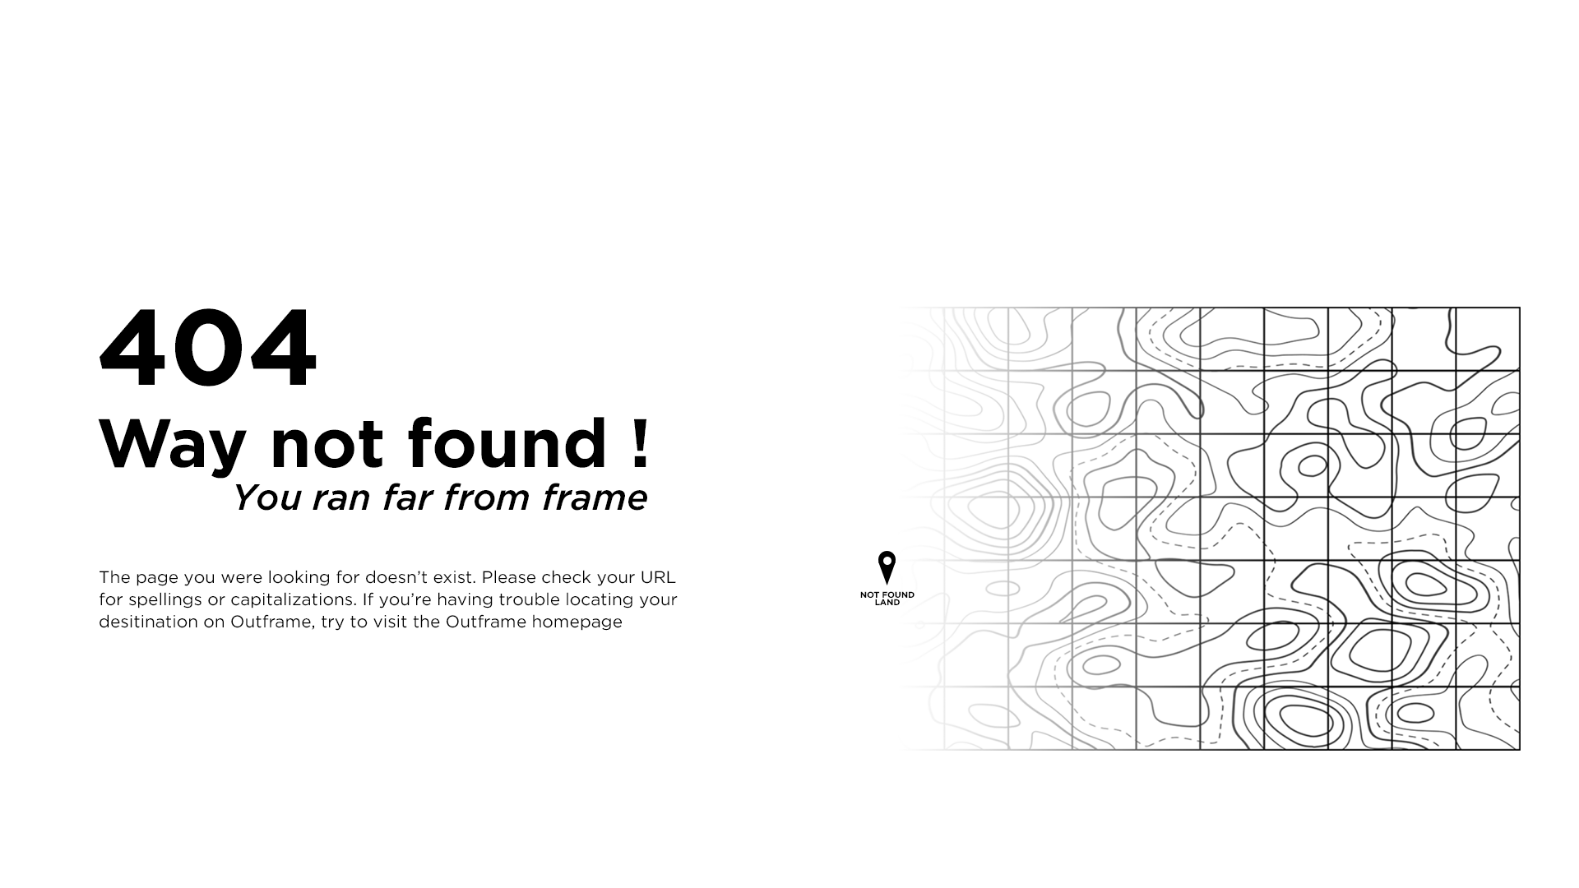 404
Way not found !
You ran far from frame
The page you were looking for doesn’t exist. Please check your URL
for spellings or capitalizations. If you’re having trouble locating your
desitination on Outframe, try to visit the Outframe homepage
NOT FOUND
LAND